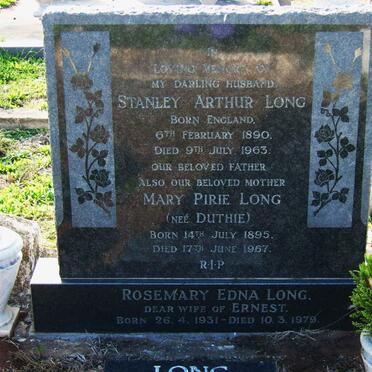 In
Loving Memory of
my darling husband
Stanley Arthur Long
Born England,
6th February 1890,
Died 9th July 1963.
our beloved father
Also our beloved mother
Mary Pirie Long
(neé Duthie)
Born 14th July 1895,
Died 17th June 1967.
R·I·P
Rosemary Edna Long.
dear wife of Ernest.
Born 26.4.1931-Died 10.3.1979.
LONG